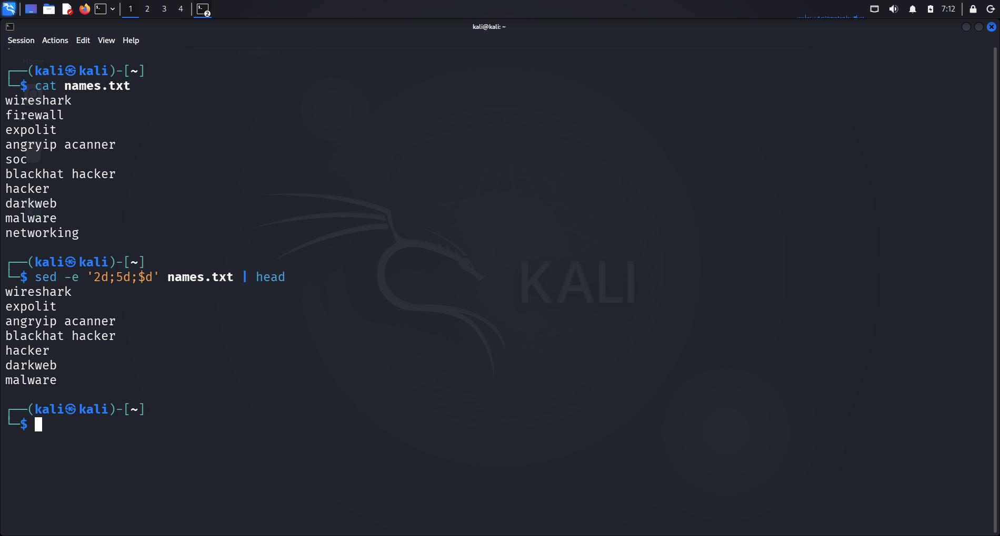 1 2 3 4 2 7:12
kali@kali: ~
Session Actions Edit View Help
Home
┌──(kali㉿kali)-[~]
└─$ cat names.txt
wireshark
firewall
expolit
angryip acanner
soc
blackhat hacker
hacker
darkweb
malware
networking
┌──(kali㉿kali)-[~]
└─$ sed -e '2d;5d;$d' names.txt | head
wireshark
expolit
angryip acanner
blackhat hacker
hacker
darkweb
malware
┌──(kali㉿kali)-[~]
└─$
KALI